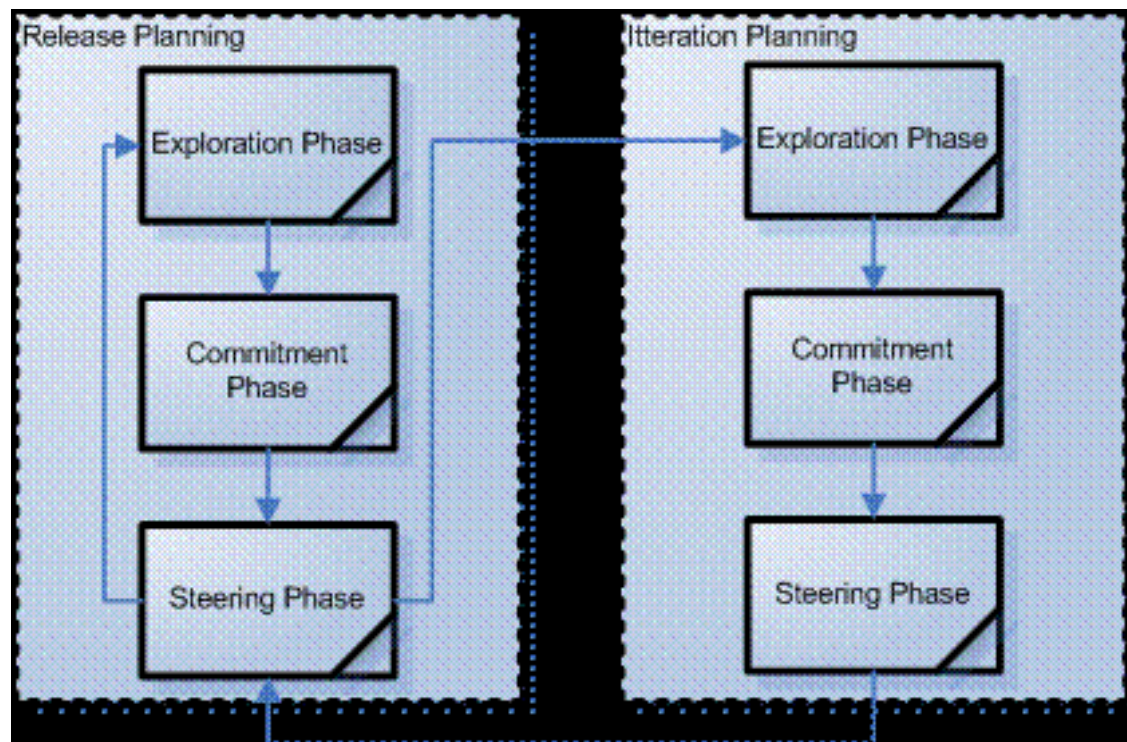 Release Planning
Exploration Phase
Commitment
Phase
Steering Phase
Itteration Planning
Exploration Phase
Commitment
Phase
Steering Phase